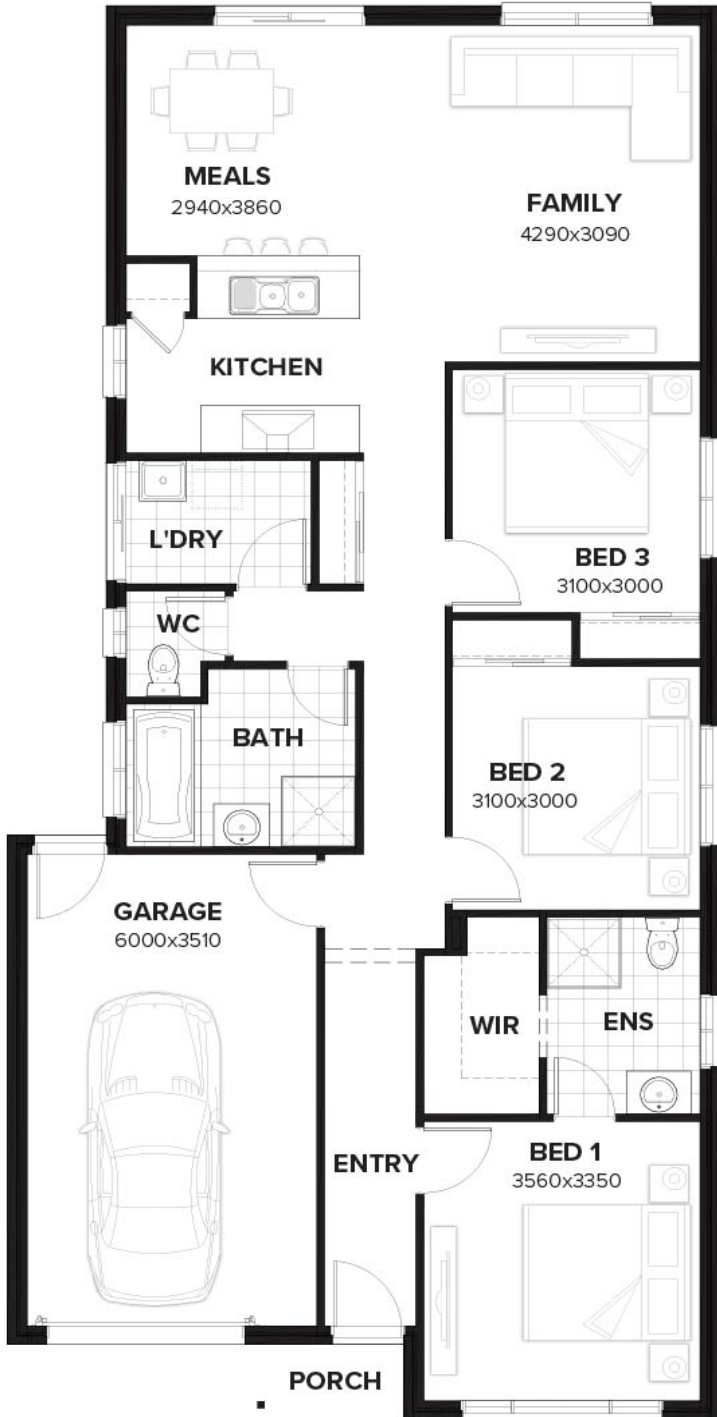 MEALS
2940x3860
FAMILY
4290x3090
KITCHEN
L'DRY
BED 3
3100x3000
WC
BATH
BED 2
3100x3000
GARAGE
6000x3510
WIR
ENS
ENTRY
BED 1
3560x3350
PORCH